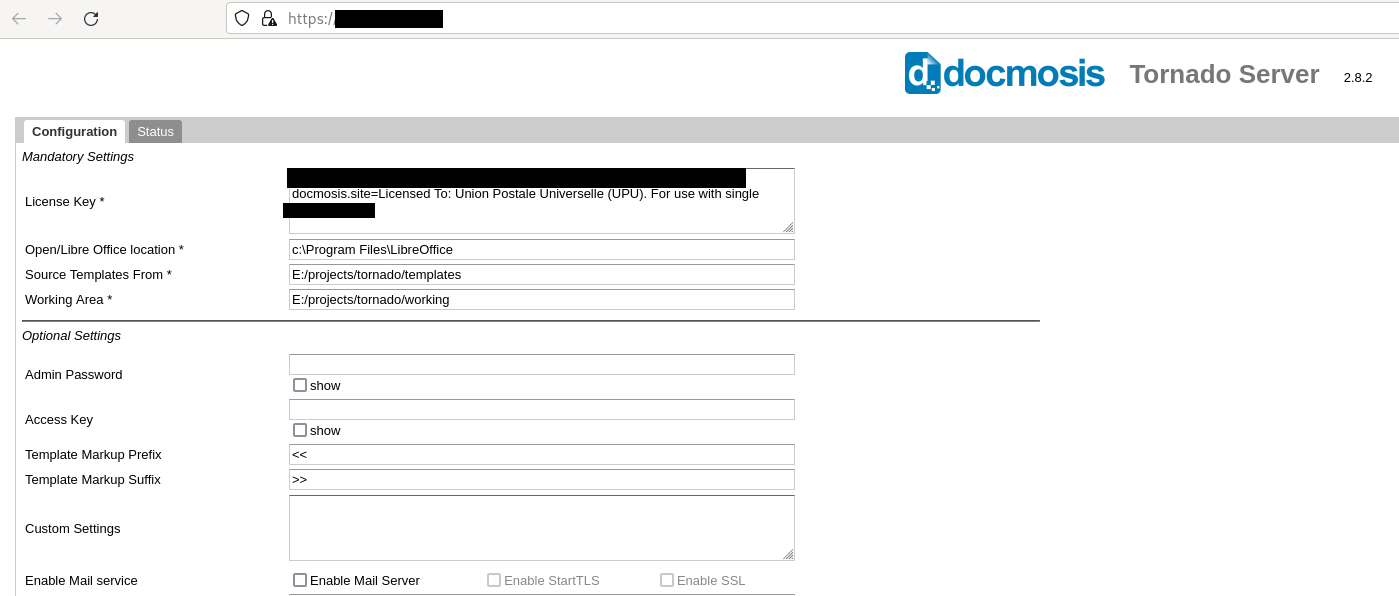 https:/
docmosis Tornado Server 2.8.2
Configuration Status
Mandatory Settings
License Key *
docmosis.site=Licensed To: Union Postale Universelle (UPU). For use with single
Open/Libre Office location * c:\Program Files\LibreOffice
Source Templates From * E:/projects/tornado/templates
Working Area * E:/projects/tornado/working
Optional Settings
Admin Password
show
Access Key
show
Template Markup Prefix <<
Template Markup Suffix >>
Custom Settings
Enable Mail service Enable Mail Server Enable StartTLS Enable SSL